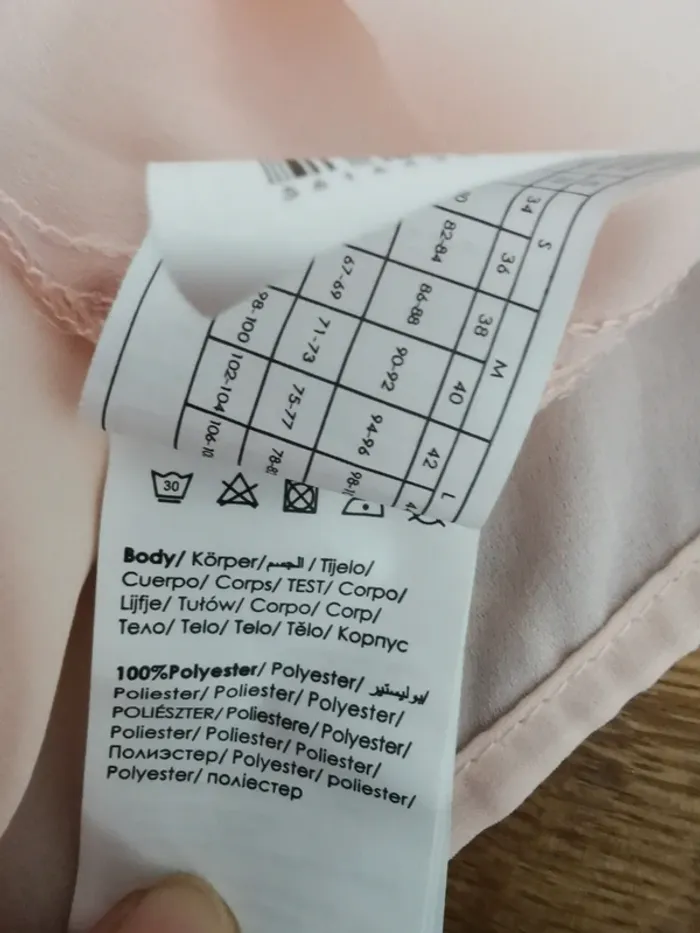 34
36
38
40
42
S
M
L
82-84
86-88
90-92
94-96
67-69
71-73
75-77
98-100
102-104
30
Body/ Körper/الجسم/ Tijelo/
Cuerpo/ Corps/ TEST/ Corpo/
Lijfje/ Tułów/ Corpo/ Corp/
Тело/ Telo/ Telo/ Tělo/ Корпус
100%Polyester/ Polyester/ بوليستير/
Poliester/ Poliester/ Polyester/
POLIÉSZTER/ Poliestere/ Polyester/
Poliester/ Poliester/ Poliester/
Полиэстер/ Polyester/ poliester/
Polyester/ поліестер